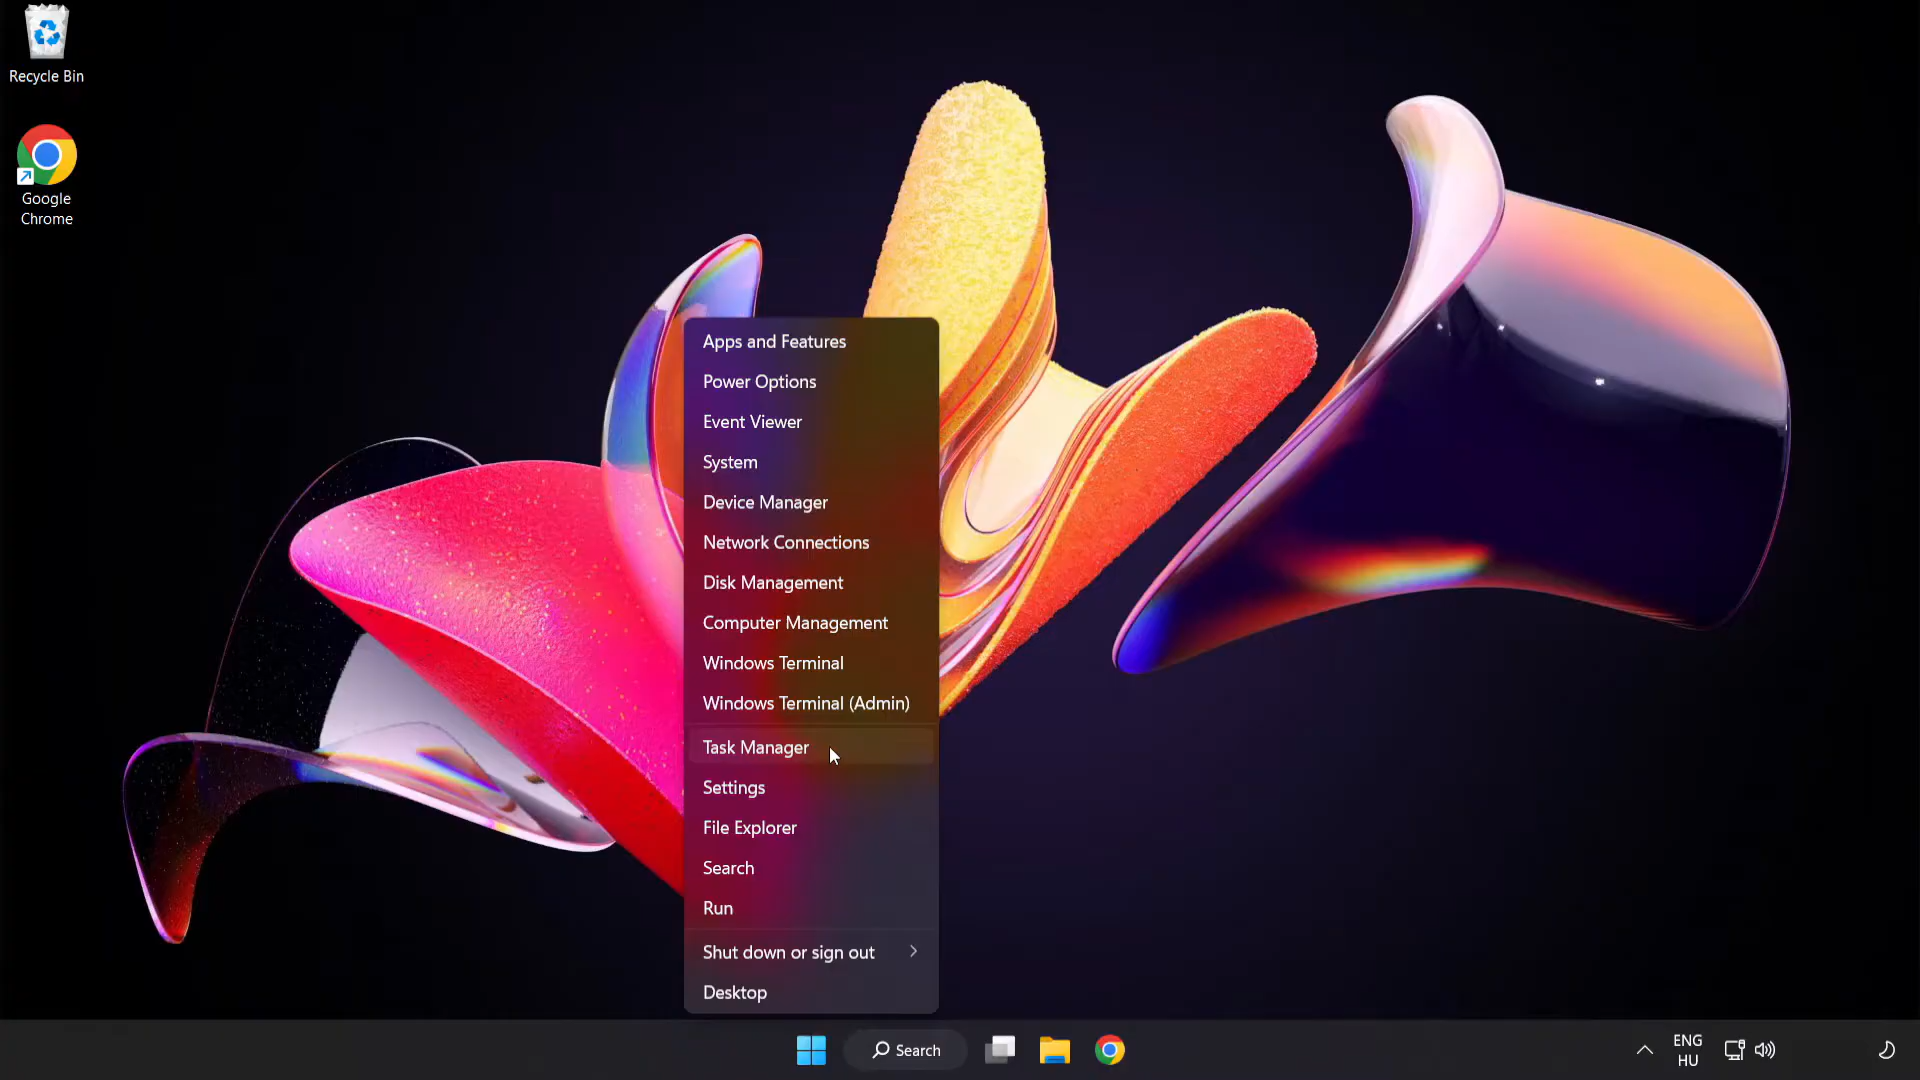 Recycle Bin
Google
Chrome
Apps and Features
Power Options
Event Viewer
System
Device Manager
Network Connections
Disk Management
Computer Management
Windows Terminal
Windows Terminal (Admin)
Task Manager
Settings
File Explorer
Search
Run
Shut down or sign out
Desktop
Search
ENG
HU